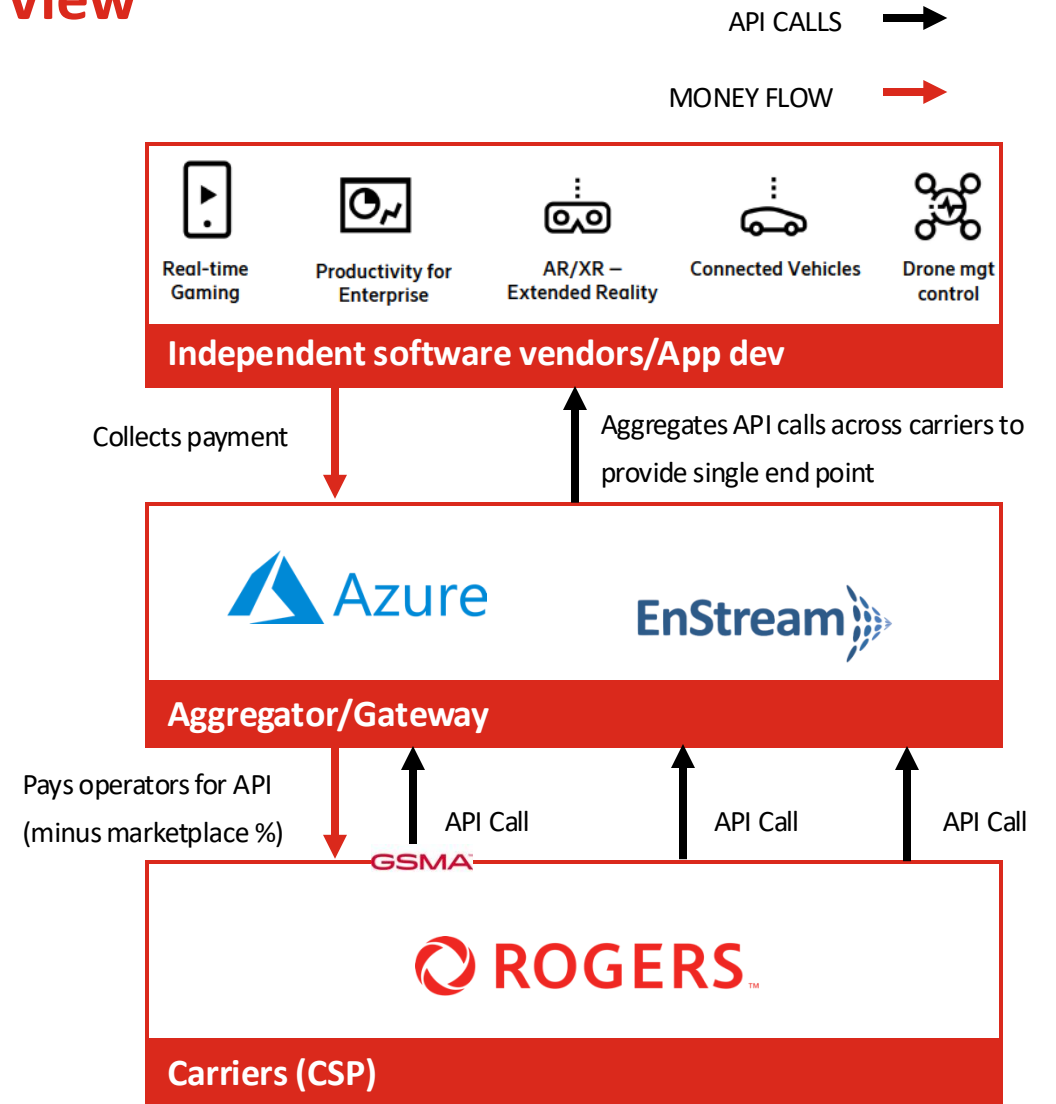 view
API CALLS
MONEY FLOW
Real-time
Gaming
Productivity for
Enterprise
AR/XR –
Extended Reality
Connected Vehicles
Drone mgt
control
Independent software vendors/App dev
Collects payment
Aggregates API calls across carriers to
provide single end point
Azure
EnStream
Aggregator/Gateway
Pays operators for API
(minus marketplace %)
API Call
API Call
API Call
GSMA™
ROGERS™
Carriers (CSP)